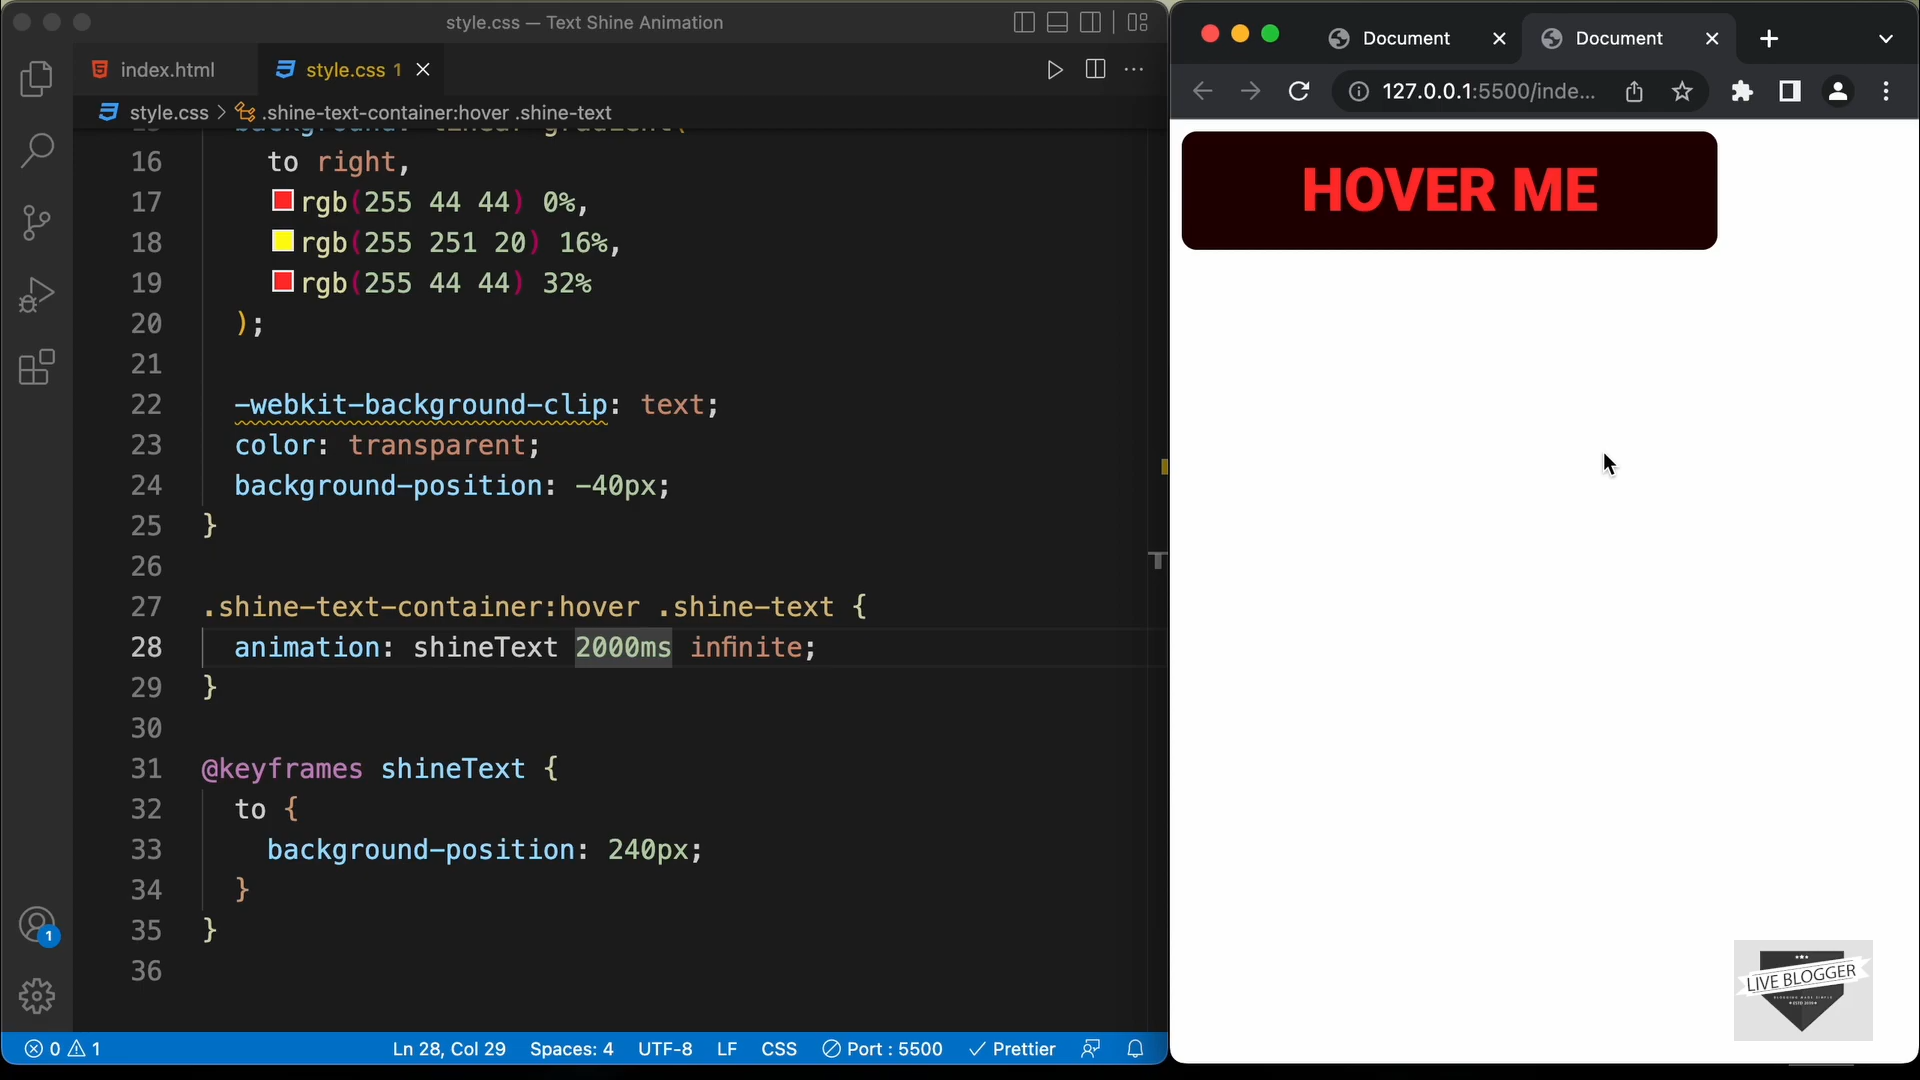 style.css — Text Shine Animation
index.html
style.css 1
style.css > .shine-text-container:hover .shine-text
16 to right,
17 rgb(255 44 44) 0%,
18 rgb(255 251 20) 16%,
19 rgb(255 44 44) 32%
20 );
21
22 -webkit-background-clip: text;
23 color: transparent;
24 background-position: -40px;
25 }
26
27 .shine-text-container:hover .shine-text {
28 animation: shineText 2000ms infinite;
29 }
30
31 @keyframes shineText {
32 to {
33 background-position: 240px;
34 }
35 }
36
1
0 1
Ln 28, Col 29
Spaces: 4
UTF-8
LF
CSS
Port : 5500
Prettier
Document
Document
127.0.0.1:5500/inde...
HOVER ME
LIVE BLOGGER